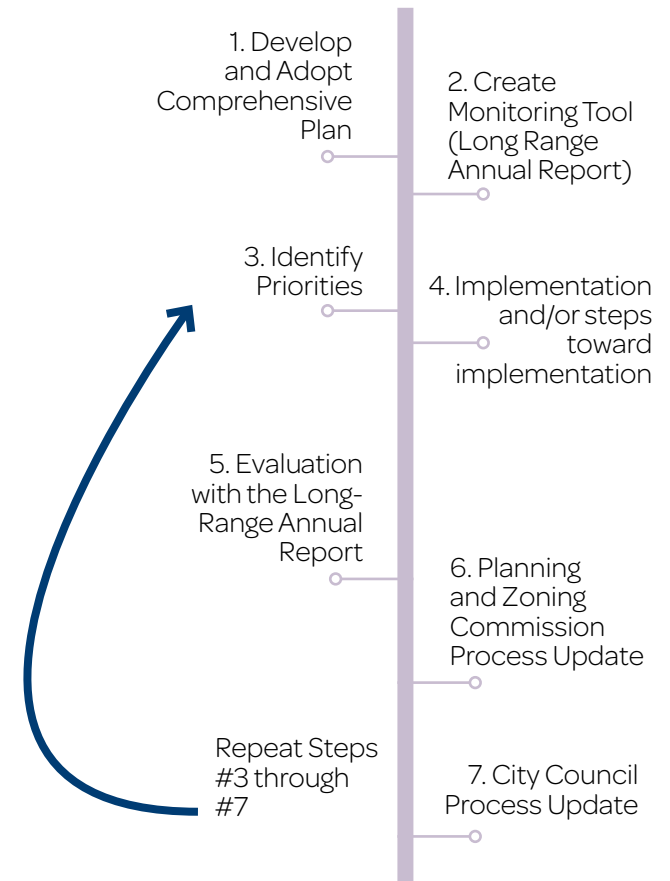 1. Develop
and Adopt
Comprehensive
Plan
2. Create
Monitoring Tool
(Long Range
Annual Report)
3. Identify
Priorities
4. Implementation
and/or steps
toward
implementation
5. Evaluation
with the Long-
Range Annual
Report
6. Planning
and Zoning
Commission
Process Update
7. City Council
Process Update
Repeat Steps
#3 through
#7